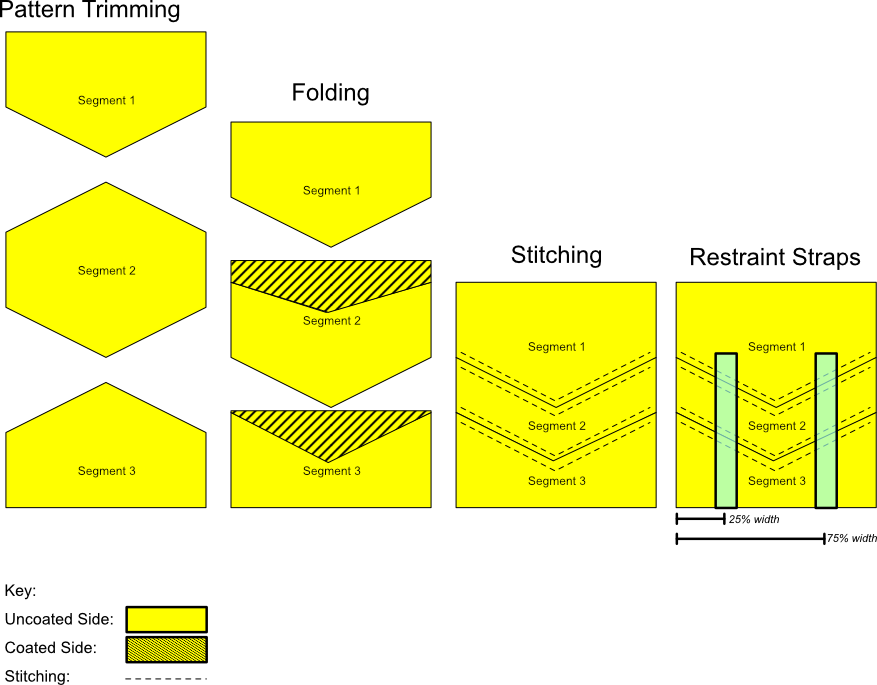 Pattern Trimming
Segment 1
Segment 2
Segment 3
Folding
Segment 1
Segment 2
Segment 3
Stitching
Segment 1
Segment 2
Segment 3
Restraint Straps
Segment 1
Segment 2
Segment 3
25% width
75% width
Key:
Uncoated Side:
Coated Side:
Stitching: